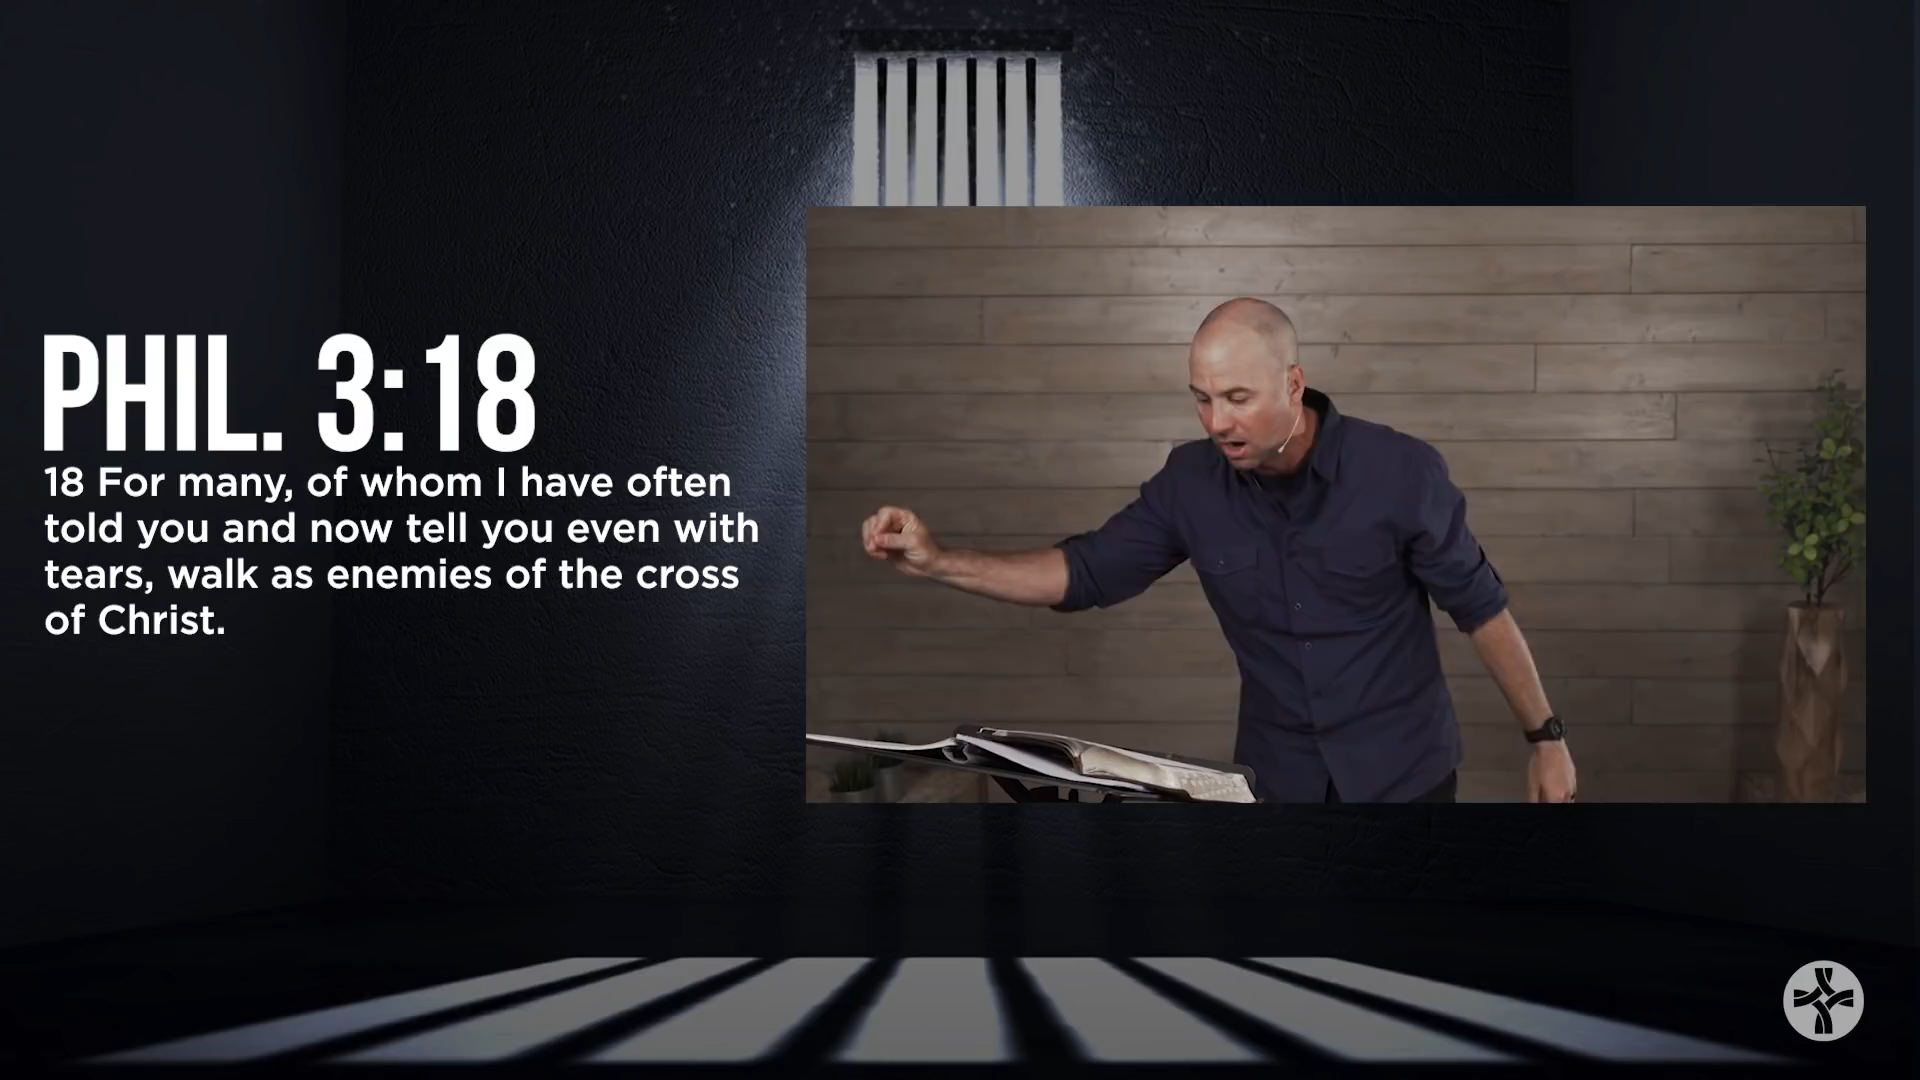 PHIL. 3:18
18 For many, of whom I have often
told you and now tell you even with
tears, walk as enemies of the cross
of Christ.